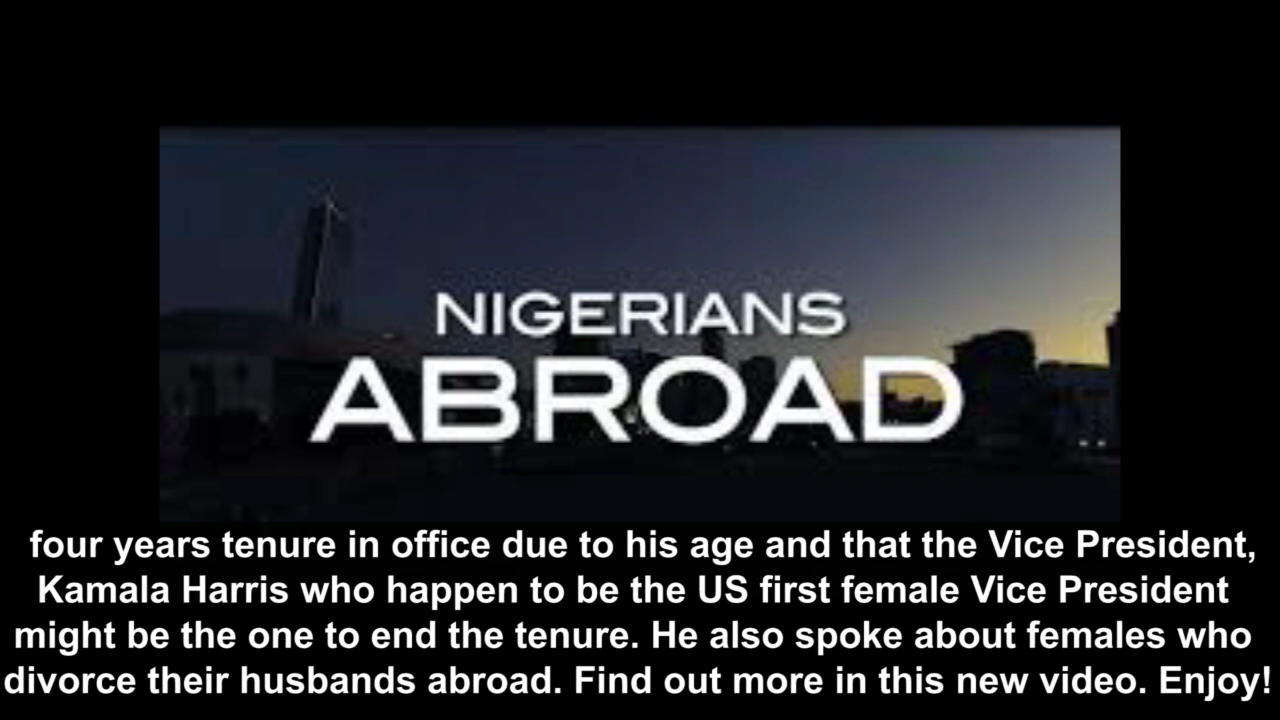 NIGERIANS
ABROAD
four years tenure in office due to his age and that the Vice President,
Kamala Harris who happen to be the US first female Vice President
might be the one to end the tenure. He also spoke about females who
divorce their husbands abroad. Find out more in this new video. Enjoy!